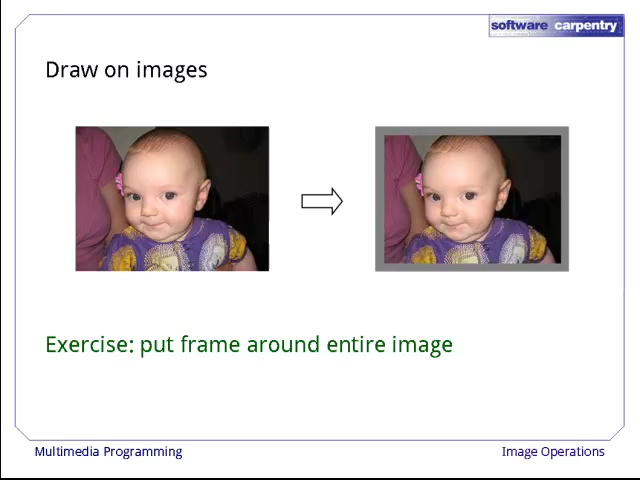 software carpentry
Draw on images
Exercise: put frame around entire image
Multimedia Programming
Image Operations